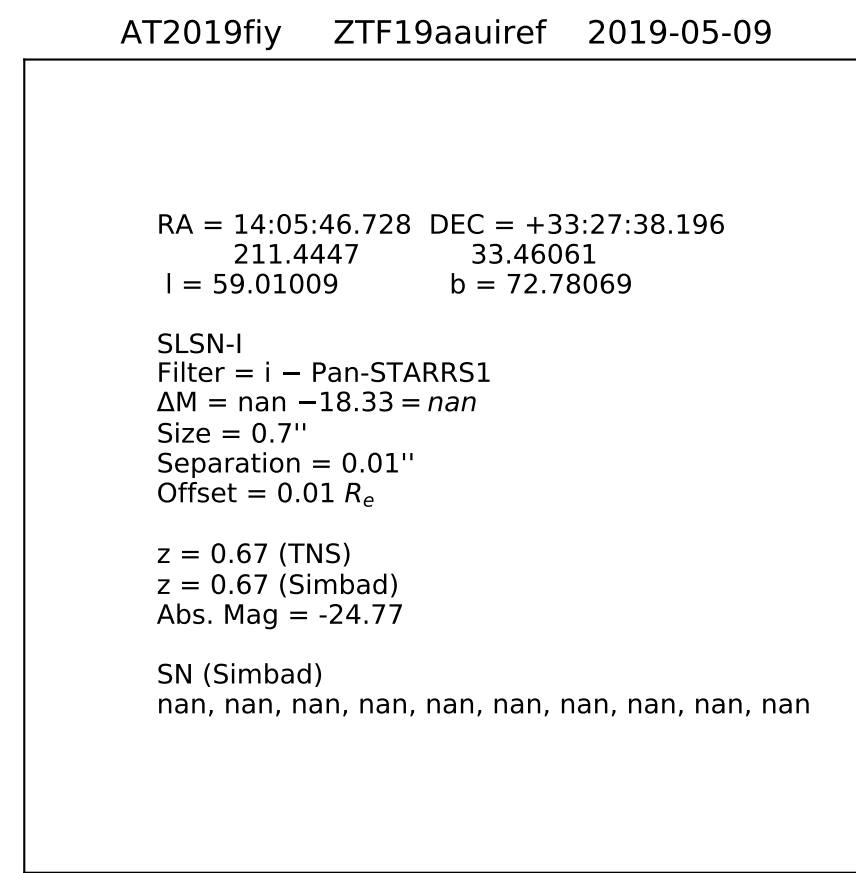 AT2019fiy ZTF19aauiref 2019-05-09
RA = 14:05:46.728 DEC = +33:27:38.196
211.4447 33.46061
l = 59.01009 b = 72.78069
SLSN-I
Filter = i − Pan-STARRS1
ΔM = nan −18.33 = nan
Size = 0.7''
Separation = 0.01''
Offset = 0.01 Rₑ
z = 0.67 (TNS)
z = 0.67 (Simbad)
Abs. Mag = -24.77
SN (Simbad)
nan, nan, nan, nan, nan, nan, nan, nan, nan, nan